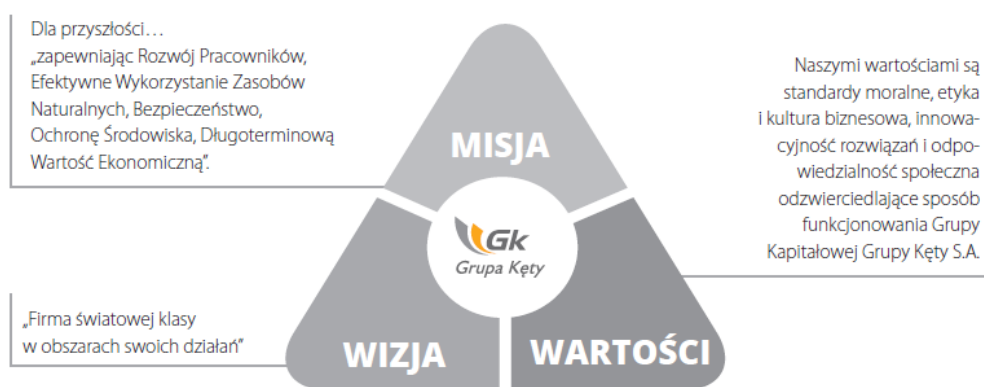 Dla przyszłości…
„zapewniając Rozwój Pracowników,
Efektywne Wykorzystanie Zasobów
Naturalnych, Bezpieczeństwo,
Ochronę Środowiska, Długoterminową
Wartość Ekonomiczną”.
MISJA
Naszymi wartościami są
standardy moralne, etyka
i kultura biznesowa, innowa-
cyjność rozwiązań i odpo-
wiedzialność społeczna
odzwierciedlające sposób
funkcjonowania Grupy
Kapitałowej Grupy Kęty S.A.
Gk
Grupa Kęty
„Firma światowej klasy
w obszarach swoich działań”
WIZJA
WARTOŚCI